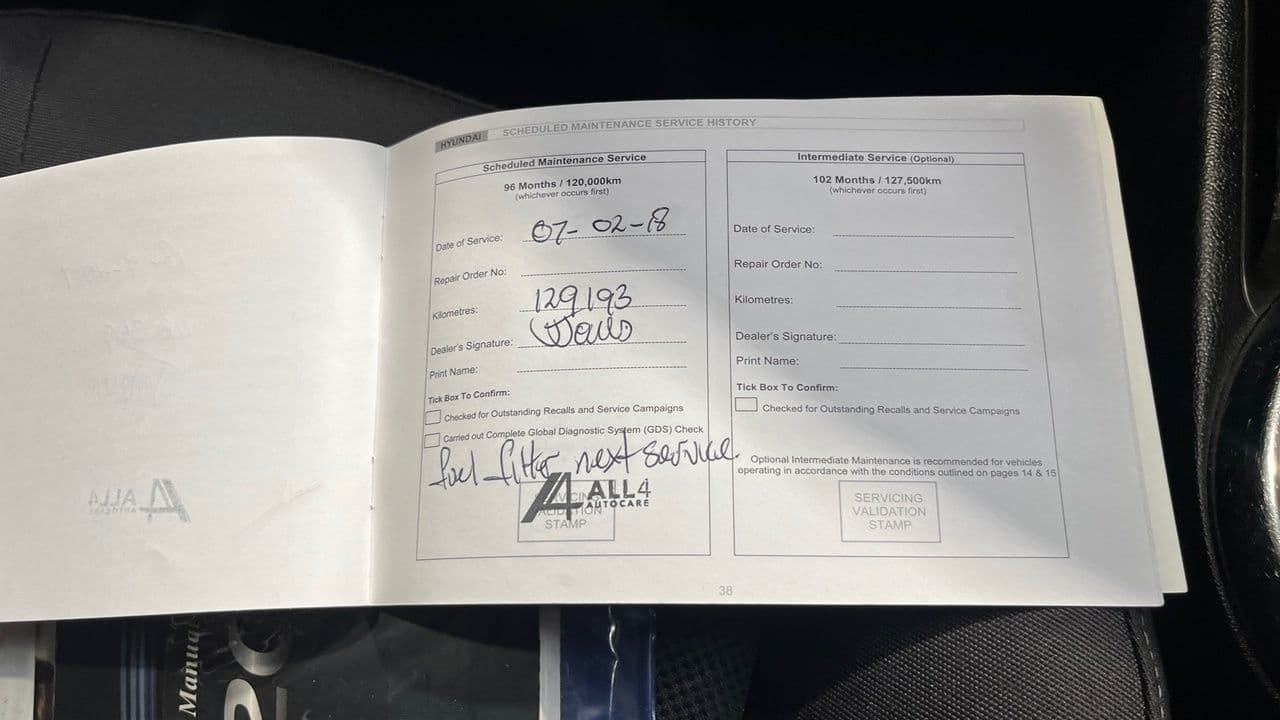 HYUNDAI SCHEDULED MAINTENANCE SERVICE HISTORY
Scheduled Maintenance Service
96 Months / 120,000km
(whichever occurs first)
Date of Service: 07-02-18
Repair Order No:
Kilometres: 129193
Dealer's Signature:
Print Name:
Tick Box To Confirm:
Checked for Outstanding Recalls and Service Campaigns
Carried out Complete Global Diagnostic System (GDS) Check
fuel filter next service.
A4 ALL4
AUTOCARE
STAMP
Intermediate Service (Optional)
102 Months / 127,500km
(whichever occurs first)
Date of Service:
Repair Order No:
Kilometres:
Dealer's Signature:
Print Name:
Tick Box To Confirm:
Checked for Outstanding Recalls and Service Campaigns
Optional Intermediate Maintenance is recommended for vehicles
operating in accordance with the conditions outlined on pages 14 & 15
SERVICING
VALIDATION
STAMP
38
Manual